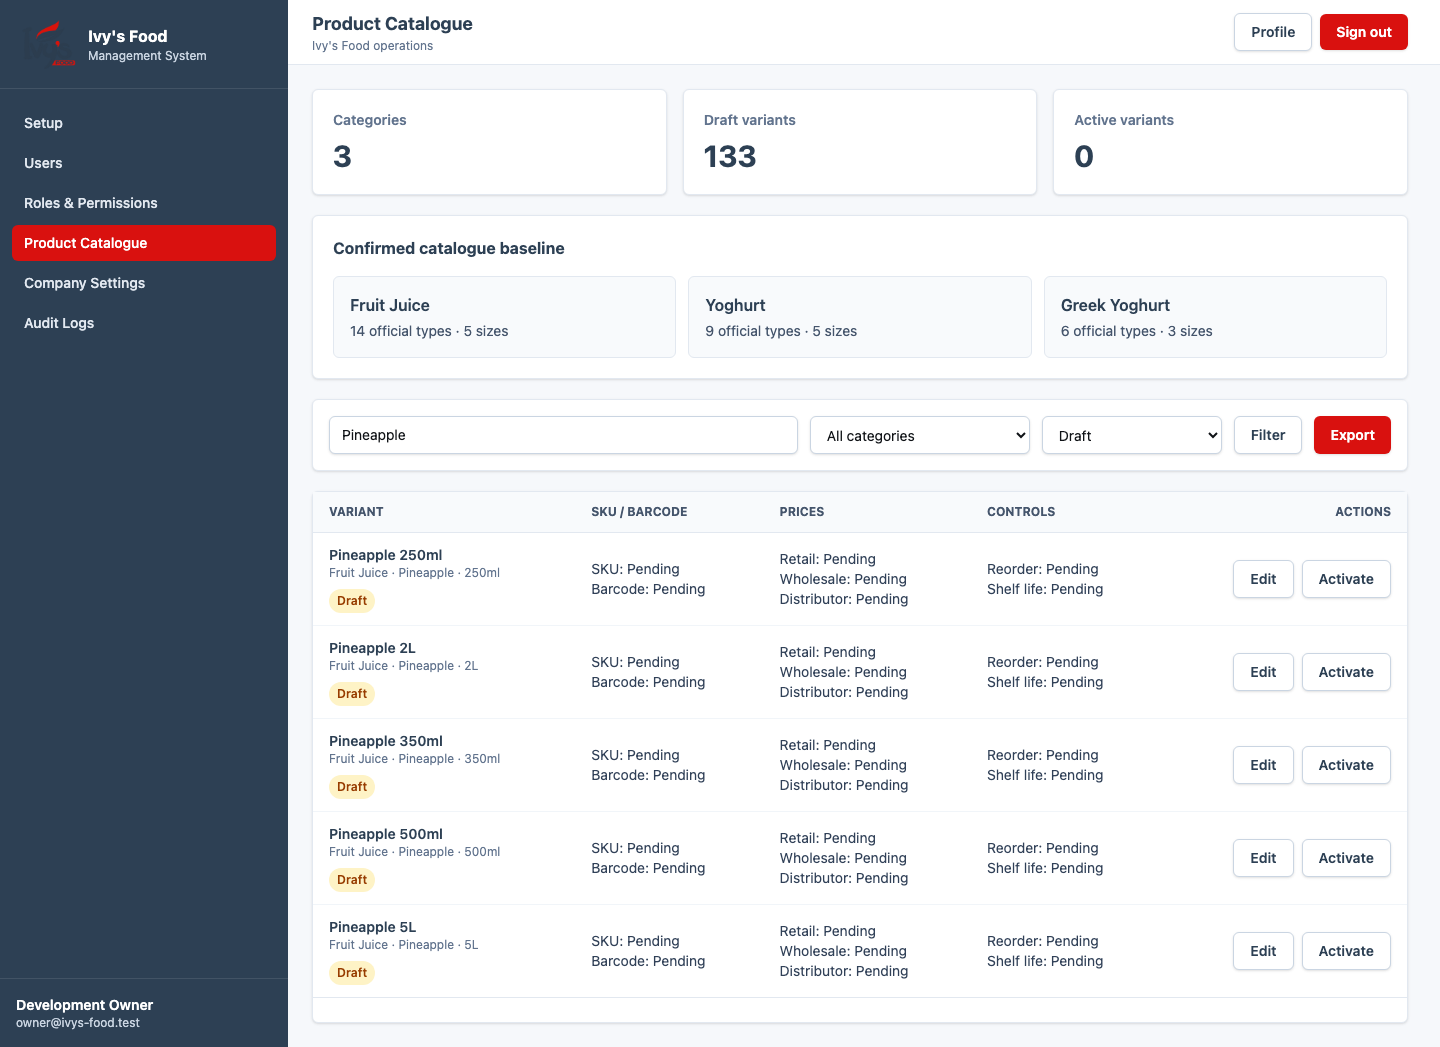 Ivy's Food
Management System
Setup
Users
Roles & Permissions
Product Catalogue
Company Settings
Audit Logs
Development Owner
owner@ivys-food.test
Product Catalogue
Ivy's Food operations
Profile
Sign out
Categories
3
Draft variants
133
Active variants
0
Confirmed catalogue baseline
Fruit Juice
14 official types · 5 sizes
Yoghurt
9 official types · 5 sizes
Greek Yoghurt
6 official types · 3 sizes
Pineapple
All categories
Draft
Filter
Export
VARIANT
SKU / BARCODE
PRICES
CONTROLS
ACTIONS
Pineapple 250ml
Fruit Juice · Pineapple · 250ml
Draft
SKU: Pending
Barcode: Pending
Retail: Pending
Wholesale: Pending
Distributor: Pending
Reorder: Pending
Shelf life: Pending
Edit
Activate
Pineapple 2L
Fruit Juice · Pineapple · 2L
Draft
SKU: Pending
Barcode: Pending
Retail: Pending
Wholesale: Pending
Distributor: Pending
Reorder: Pending
Shelf life: Pending
Edit
Activate
Pineapple 350ml
Fruit Juice · Pineapple · 350ml
Draft
SKU: Pending
Barcode: Pending
Retail: Pending
Wholesale: Pending
Distributor: Pending
Reorder: Pending
Shelf life: Pending
Edit
Activate
Pineapple 500ml
Fruit Juice · Pineapple · 500ml
Draft
SKU: Pending
Barcode: Pending
Retail: Pending
Wholesale: Pending
Distributor: Pending
Reorder: Pending
Shelf life: Pending
Edit
Activate
Pineapple 5L
Fruit Juice · Pineapple · 5L
Draft
SKU: Pending
Barcode: Pending
Retail: Pending
Wholesale: Pending
Distributor: Pending
Reorder: Pending
Shelf life: Pending
Edit
Activate